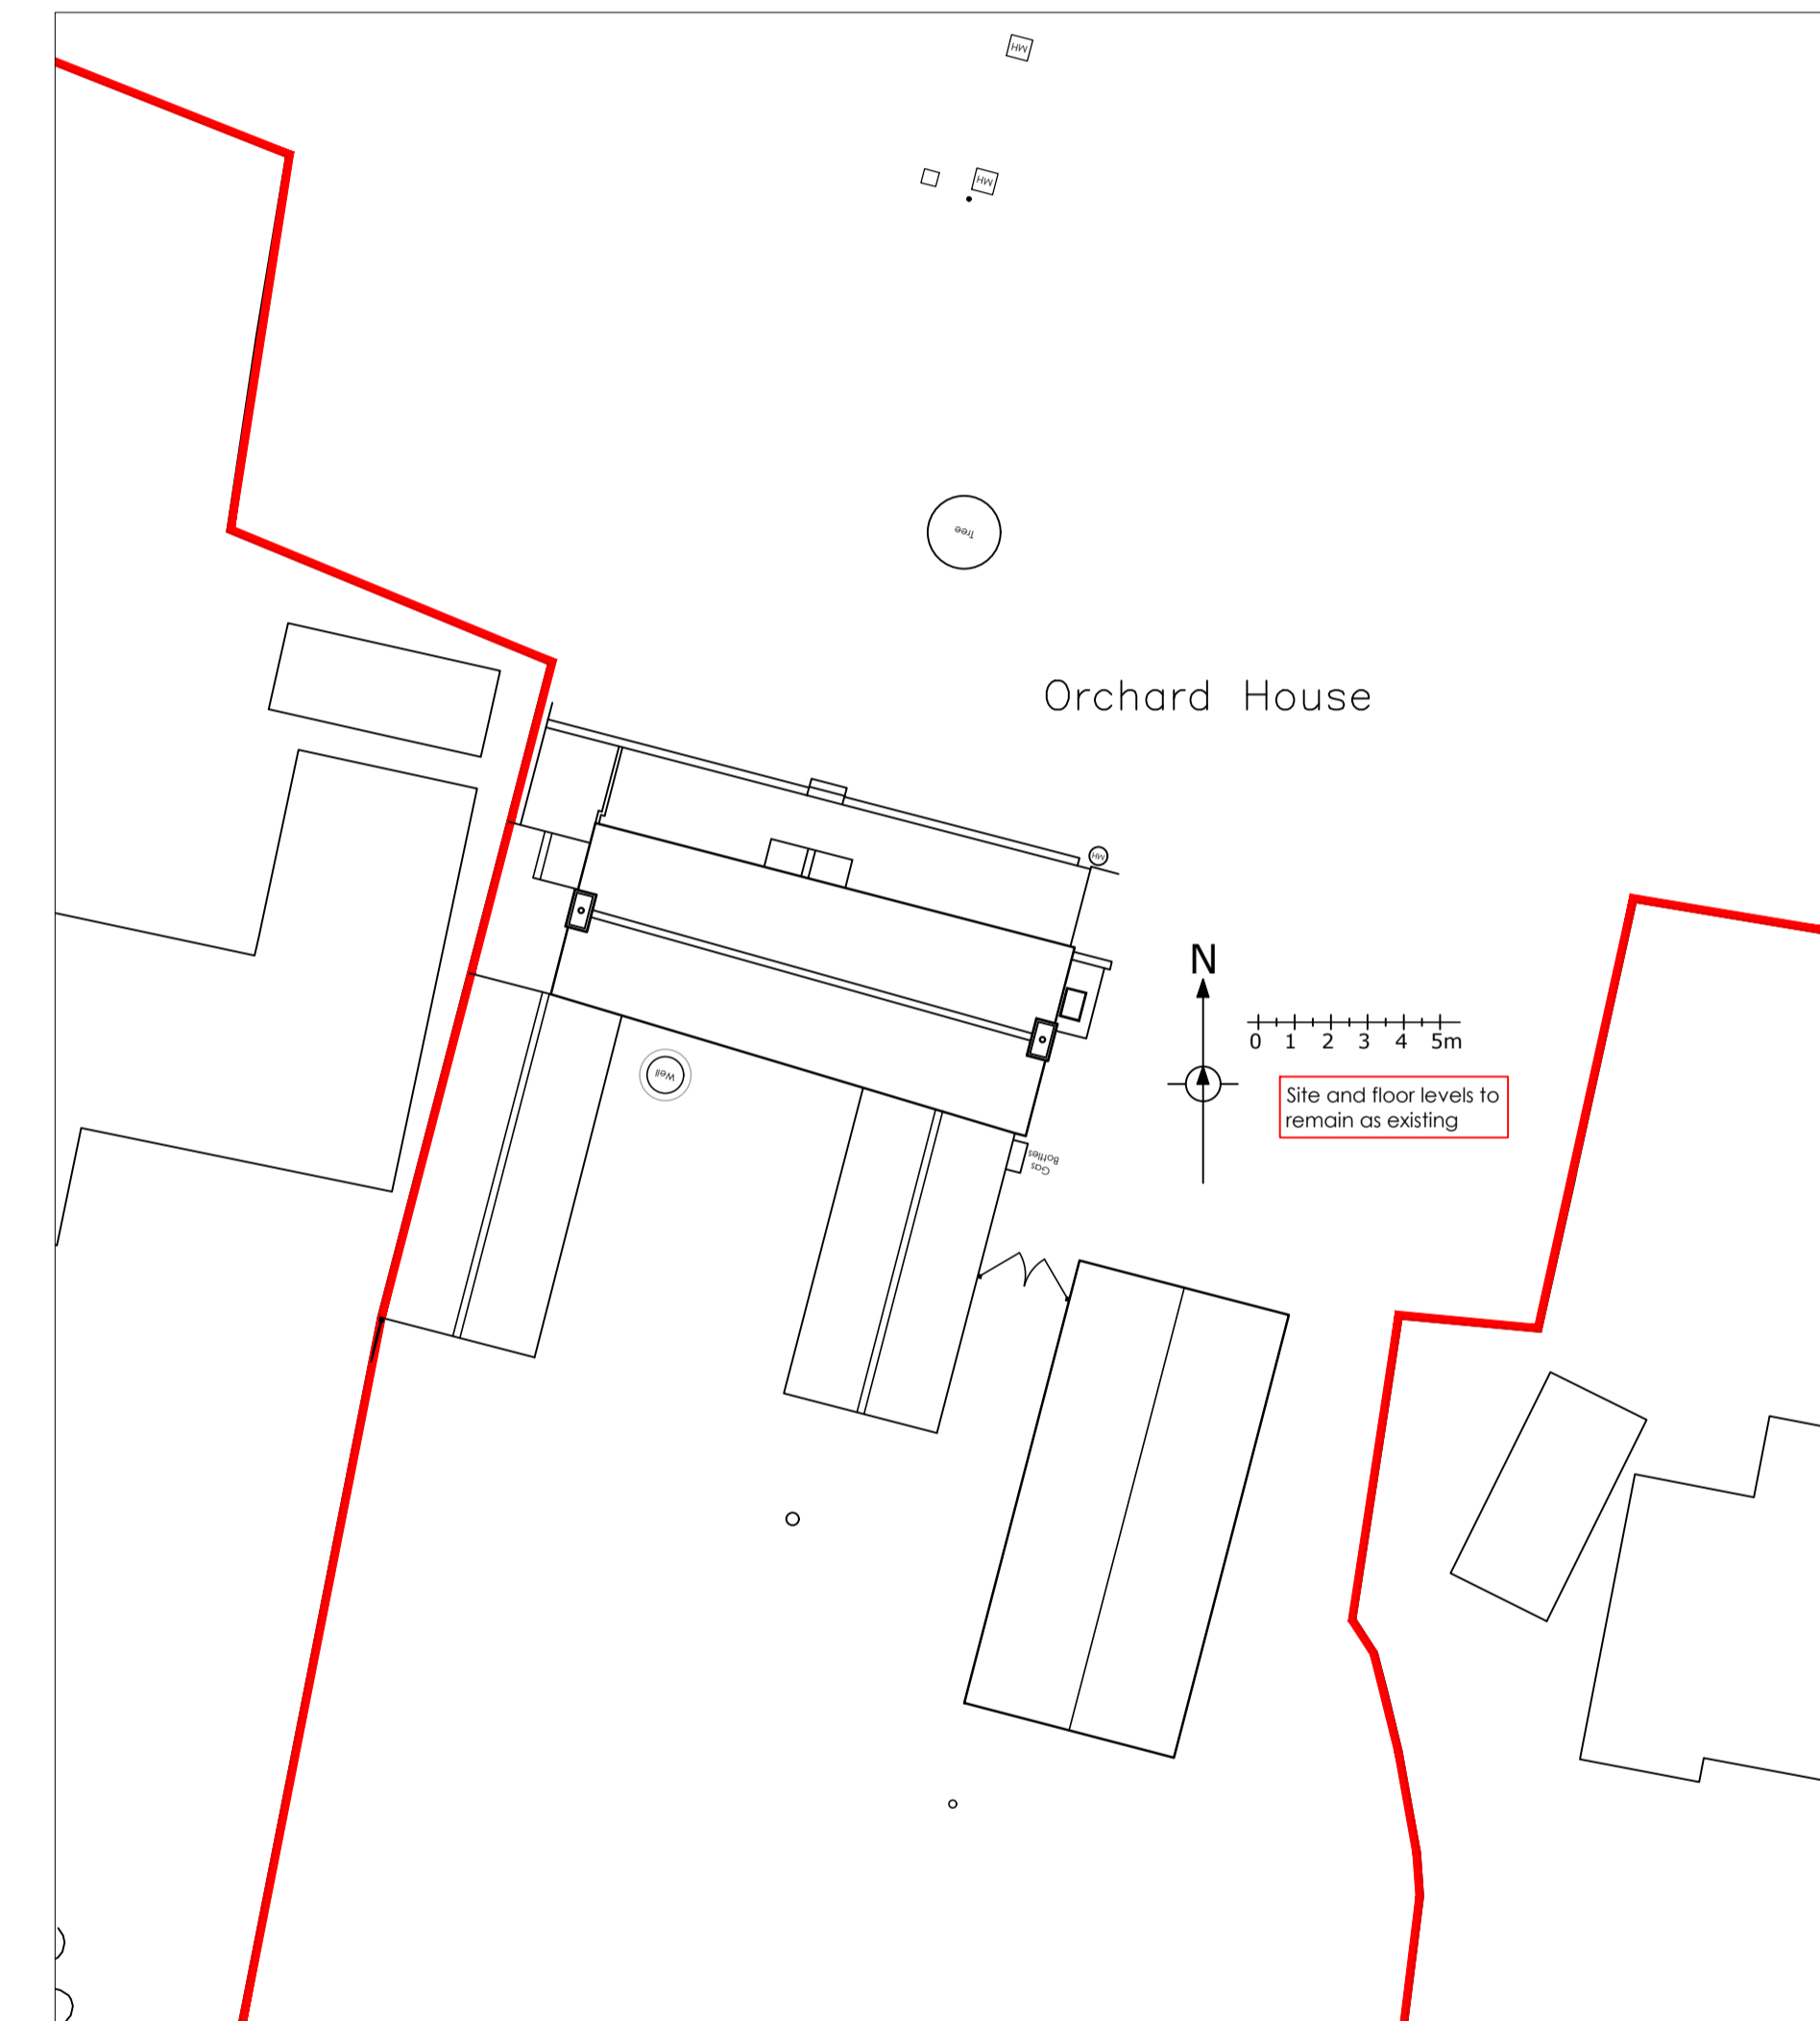 MH
MH
Tree
Orchard House
MH
N
0 1 2 3 4 5m
Well
Site and floor levels to
remain as existing
Gas
Bottles